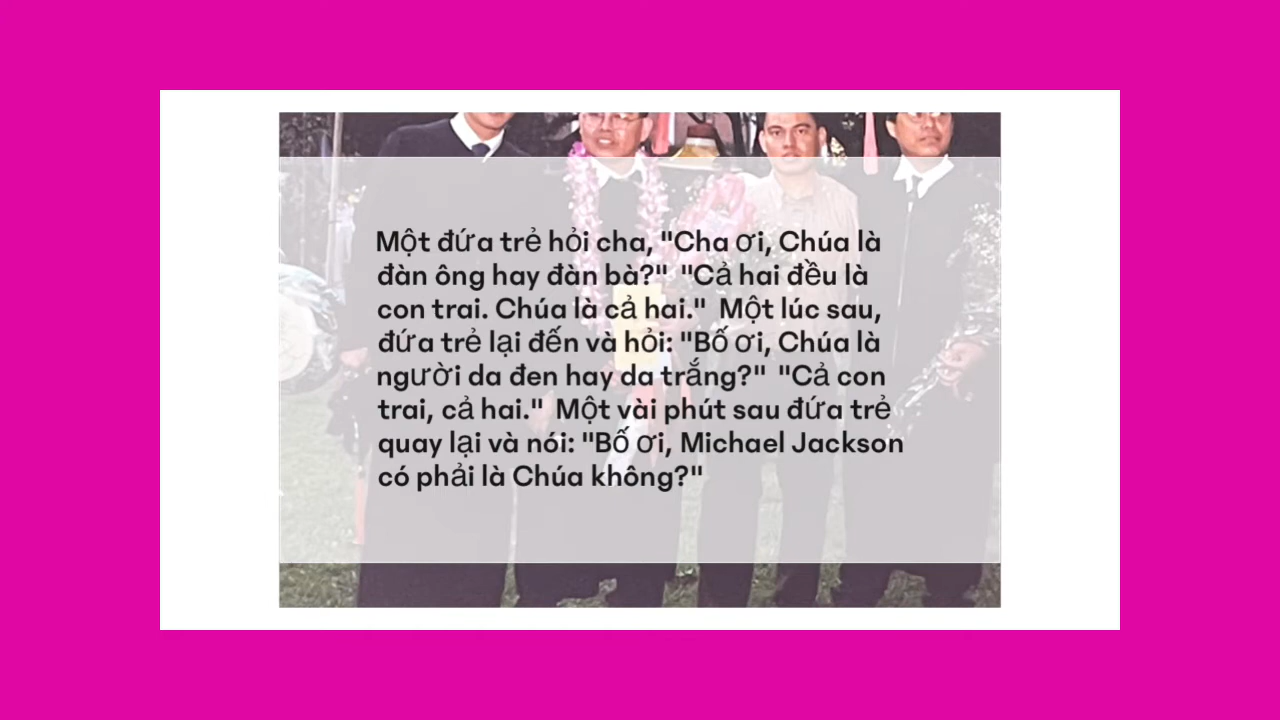 Một đứa trẻ hỏi cha, "Cha ơi, Chúa là
đàn ông hay đàn bà?" "Cả hai đều là
con trai. Chúa là cả hai." Một lúc sau,
đứa trẻ lại đến và hỏi: "Bố ơi, Chúa là
người da đen hay da trắng?" "Cả con
trai, cả hai." Một vài phút sau đứa trẻ
quay lại và nói: "Bố ơi, Michael Jackson
có phải là Chúa không?"